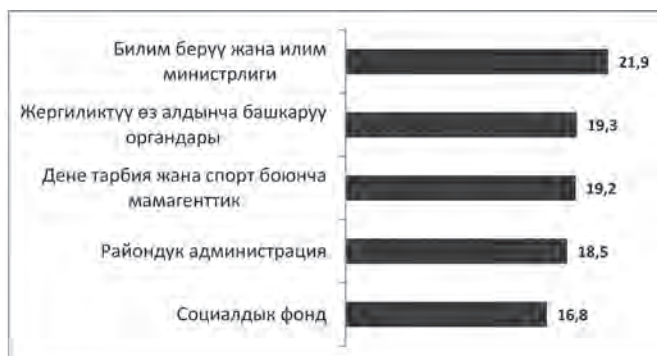 Билим берүү жана илим
министрлиги
21,9
Жергиликтүү өз алдынча башкаруу
органдары
19,3
Дене тарбия жана спорт боюнча
мамагенттик
19,2
Райондук администрация
18,5
Социалдык фонд
16,8